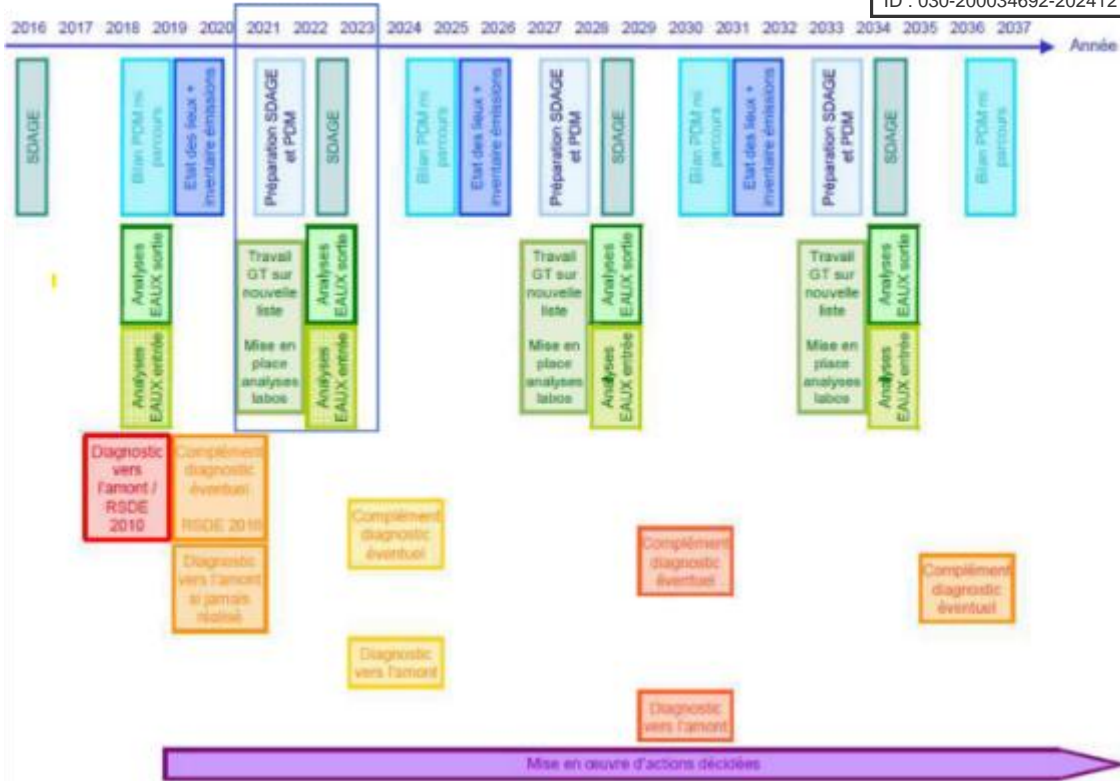 ID : 030-200034692-202412
2016 2017 2018 2019 2020 2021 2022 2023 2024 2025 2026 2027 2028 2029 2030 2031 2032 2033 2034 2035 2036 2037
Année
SDAGE
Bilan PDM mi
parcours
Etat des lieux +
inventaire émissions
Préparation SDAGE
et PDM
SDAGE
Bilan PDM mi
parcours
Etat des lieux +
inventaire émissions
Préparation SDAGE
et PDM
SDAGE
Bilan PDM mi
parcours
Etat des lieux +
inventaire émissions
Préparation SDAGE
et PDM
SDAGE
Bilan PDM mi
parcours
Analyses
EAUX sortie
Analyses
EAUX entrée
Travail
GT sur
nouvelle
liste
Mise en
place
analyses
labos
Analyses
EAUX sortie
Analyses
EAUX entrée
Travail
GT sur
nouvelle
liste
Mise en
place
analyses
labos
Analyses
EAUX sortie
Analyses
EAUX entrée
Travail
GT sur
nouvelle
liste
Mise en
place
analyses
labos
Analyses
EAUX sortie
Analyses
EAUX entrée
Diagnostic
vers
l'amont /
RSDE
2010
Complément
diagnostic
éventuel
RSDE 2016
Diagnostic
vers l'amont
si jamais
réalisé
Complément
diagnostic
éventuel
Diagnostic
vers l'amont
Complément
diagnostic
éventuel
Diagnostic
vers l'amont
Complément
diagnostic
éventuel
Mise en œuvre d'actions décidées